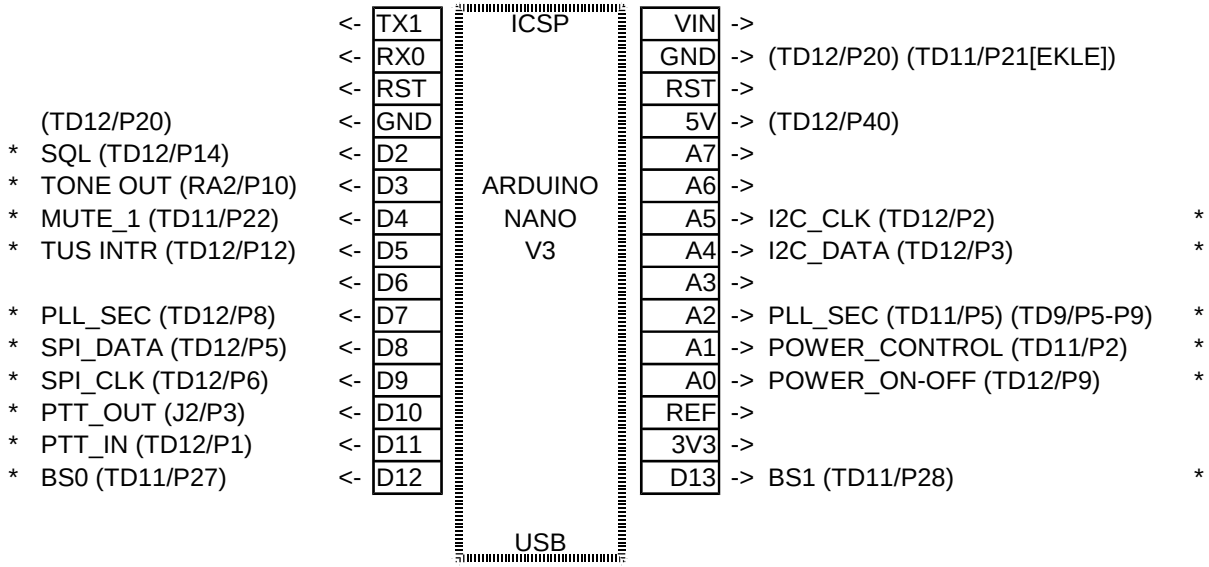 <- TX1 ICSP VIN ->
<- RX0 GND -> (TD12/P20) (TD11/P21[EKLE])
<- RST RST ->
(TD12/P20) <- GND 5V -> (TD12/P40)
* SQL (TD12/P14) <- D2 A7 ->
* TONE OUT (RA2/P10) <- D3 ARDUINO A6 ->
* MUTE_1 (TD11/P22) <- D4 NANO A5 -> I2C_CLK (TD12/P2) *
* TUS INTR (TD12/P12) <- D5 V3 A4 -> I2C_DATA (TD12/P3) *
<- D6 A3 ->
* PLL_SEC (TD12/P8) <- D7 A2 -> PLL_SEC (TD11/P5) (TD9/P5-P9) *
* SPI_DATA (TD12/P5) <- D8 A1 -> POWER_CONTROL (TD11/P2) *
* SPI_CLK (TD12/P6) <- D9 A0 -> POWER_ON-OFF (TD12/P9) *
* PTT_OUT (J2/P3) <- D10 REF ->
* PTT_IN (TD12/P1) <- D11 3V3 ->
* BS0 (TD11/P27) <- D12 D13 -> BS1 (TD11/P28) *
USB